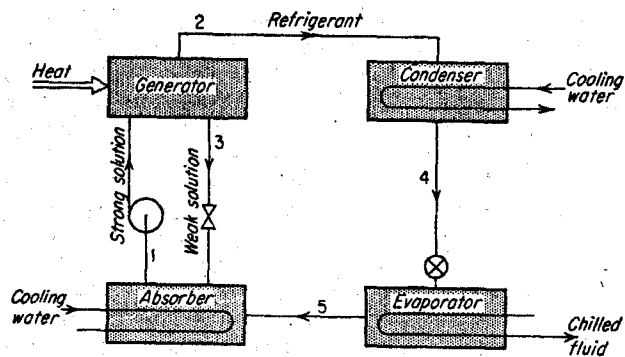 2
Refrigerant
Heat
Generator
Condenser
Cooling
water
Strong solution
3
Weak solution
4
1
Cooling
water
Absorber
5
Evaporator
Chilled
fluid